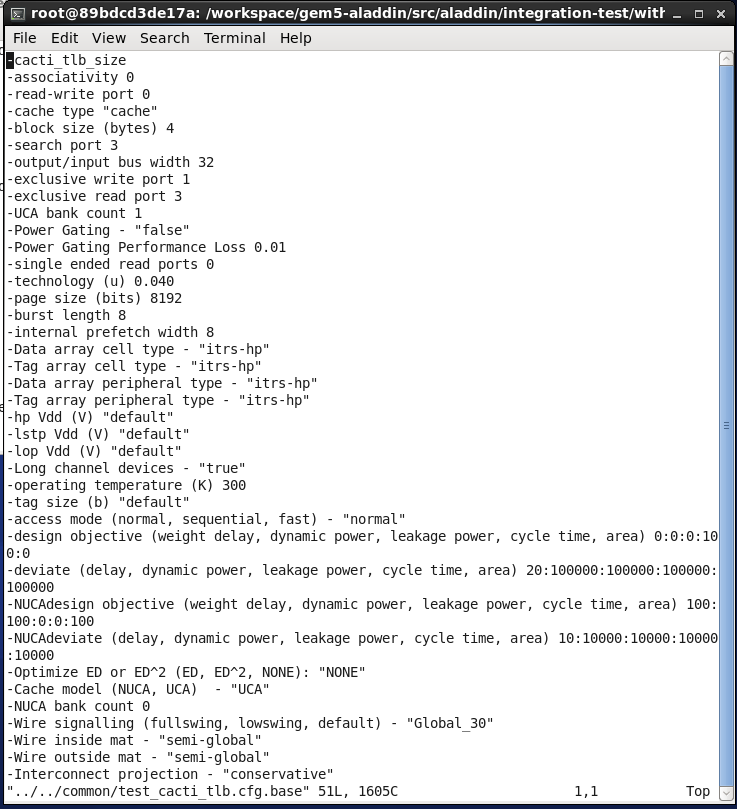 root@89bdcd3de17a: /workspace/gem5-aladdin/src/aladdin/integration-test/with
File Edit View Search Terminal Help
-cacti_tlb_size
-associativity 0
-read-write port 0
-cache type "cache"
-block size (bytes) 4
-search port 3
-output/input bus width 32
-exclusive write port 1
-exclusive read port 3
-UCA bank count 1
-Power Gating - "false"
-Power Gating Performance Loss 0.01
-single ended read ports 0
-technology (u) 0.040
-page size (bits) 8192
-burst length 8
-internal prefetch width 8
-Data array cell type - "itrs-hp"
-Tag array cell type - "itrs-hp"
-Data array peripheral type - "itrs-hp"
-Tag array peripheral type - "itrs-hp"
-hp Vdd (V) "default"
-lstp Vdd (V) "default"
-lop Vdd (V) "default"
-Long channel devices - "true"
-operating temperature (K) 300
-tag size (b) "default"
-access mode (normal, sequential, fast) - "normal"
-design objective (weight delay, dynamic power, leakage power, cycle time, area) 0:0:0:10
0:0
-deviate (delay, dynamic power, leakage power, cycle time, area) 20:100000:100000:100000:
100000
-NUCAdesign objective (weight delay, dynamic power, leakage power, cycle time, area) 100:
100:0:0:100
-NUCAdeviate (delay, dynamic power, leakage power, cycle time, area) 10:10000:10000:10000
:10000
-Optimize ED or ED^2 (ED, ED^2, NONE): "NONE"
-Cache model (NUCA, UCA)  - "UCA"
-NUCA bank count 0
-Wire signalling (fullswing, lowswing, default) - "Global_30"
-Wire inside mat - "semi-global"
-Wire outside mat - "semi-global"
-Interconnect projection - "conservative"
"../../common/test_cacti_tlb.cfg.base" 51L, 1605C 1,1 Top